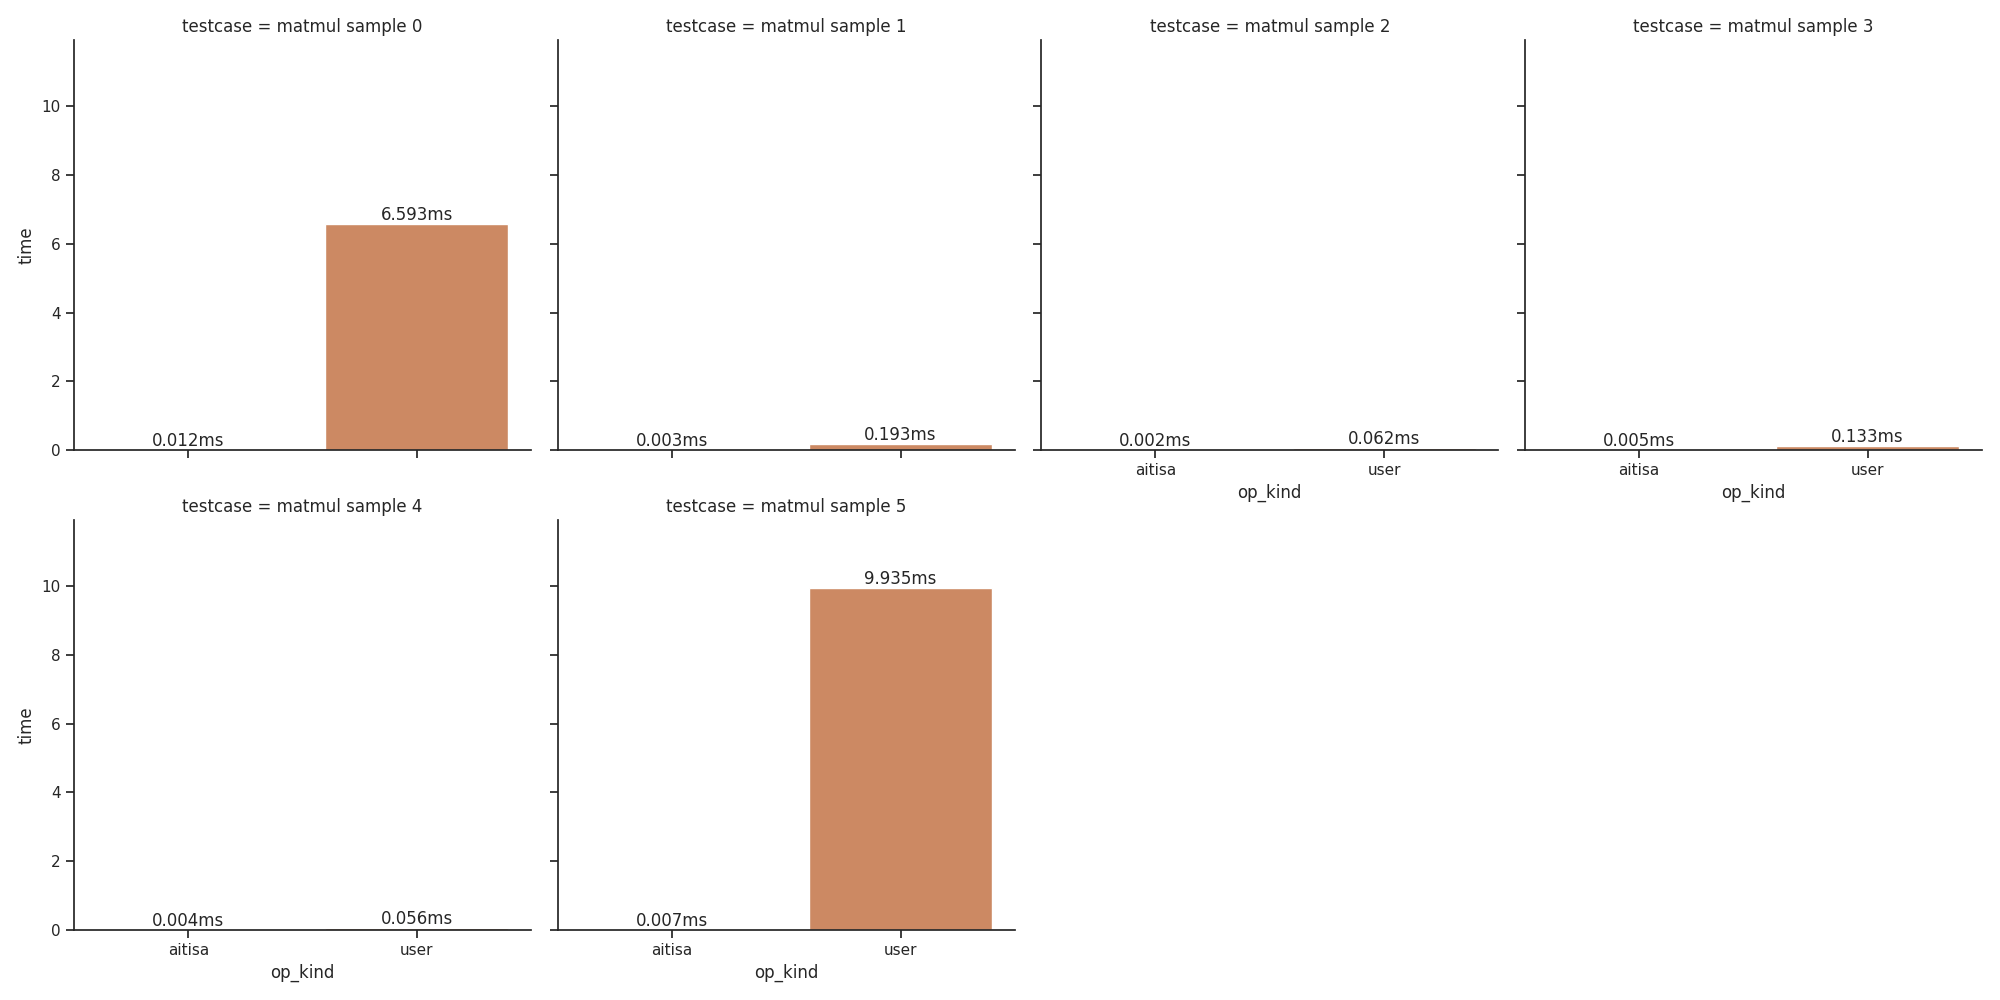 testcase = matmul sample 0
testcase = matmul sample 1
testcase = matmul sample 2
testcase = matmul sample 3
10
8
6
4
2
0
time
0.012ms
6.593ms
0.003ms
0.193ms
0.002ms
0.062ms
0.005ms
0.133ms
aitisa
user
op_kind
aitisa
user
op_kind
testcase = matmul sample 4
testcase = matmul sample 5
10
8
6
4
2
0
time
0.004ms
0.056ms
0.007ms
9.935ms
aitisa
user
op_kind
aitisa
user
op_kind